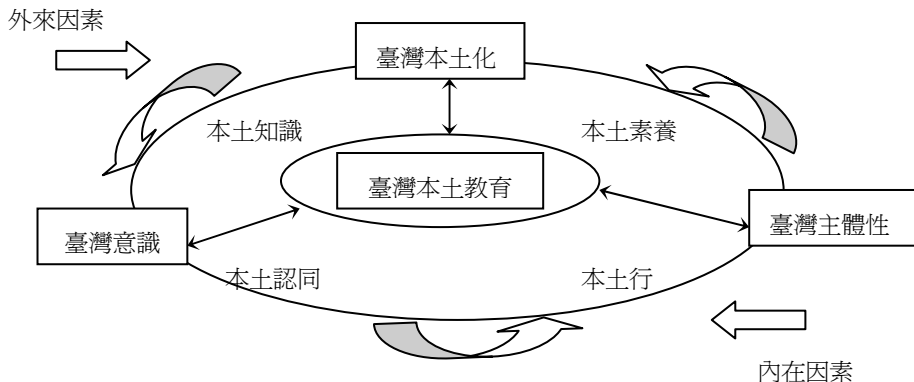 外來因素
臺灣本土化
本土知識
本土素養
臺灣本土教育
臺灣意識
臺灣主體性
本土認同
本土行
內在因素